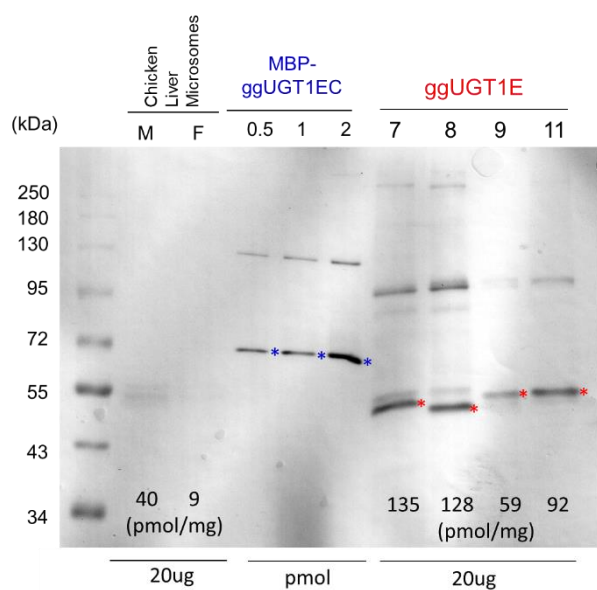 Chicken
Liver
Microsomes
MBP-
ggUGT1EC
ggUGT1E
(kDa)
M F 0.5 1 2 7 8 9 11
250
180
130
95
72
* * *
55
* * * *
43
40 9 135 128 59 92
(pmol/mg) (pmol/mg)
34
20ug pmol 20ug